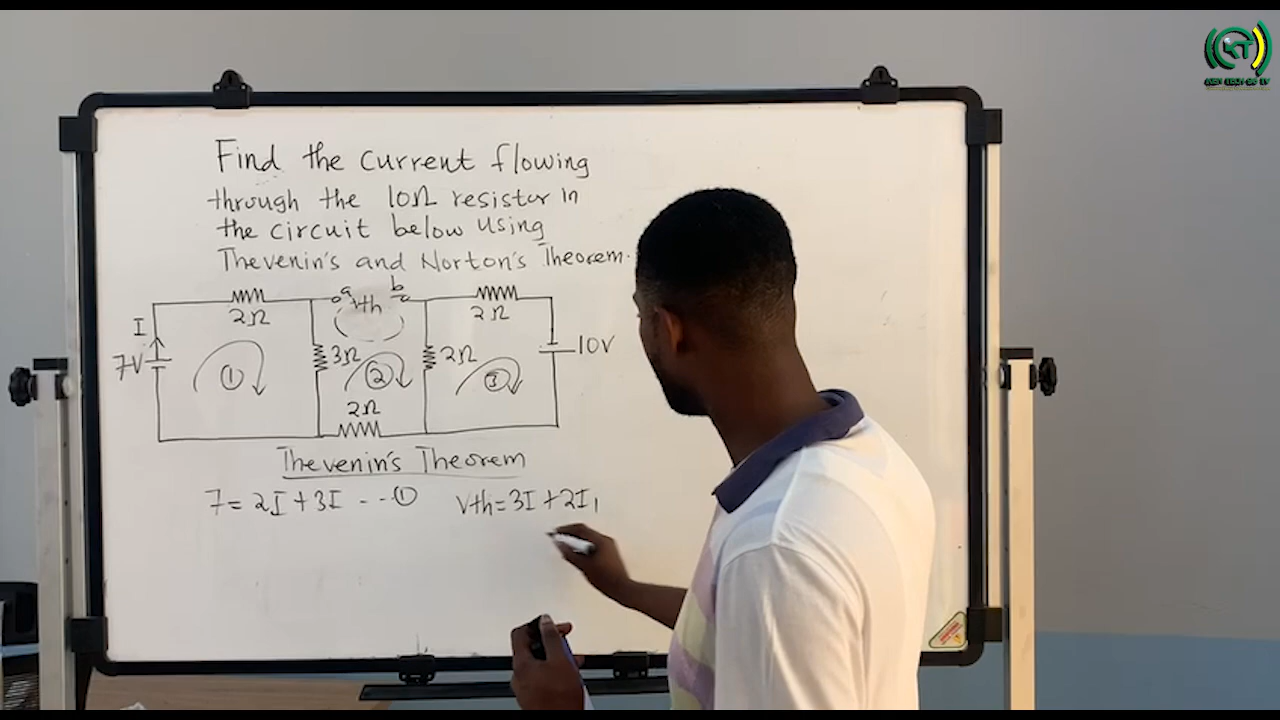 Find the current flowing
through the 10Ω resistor in
the circuit below using
Thevenin's and Norton's Theorem.
a Vth b
2Ω
2Ω
I
7V
3Ω
2Ω
10V
1
2
3
2Ω
Thevenin's Theorem
7 = 2I + 3I --- ①
Vth = 3I + 2I₁